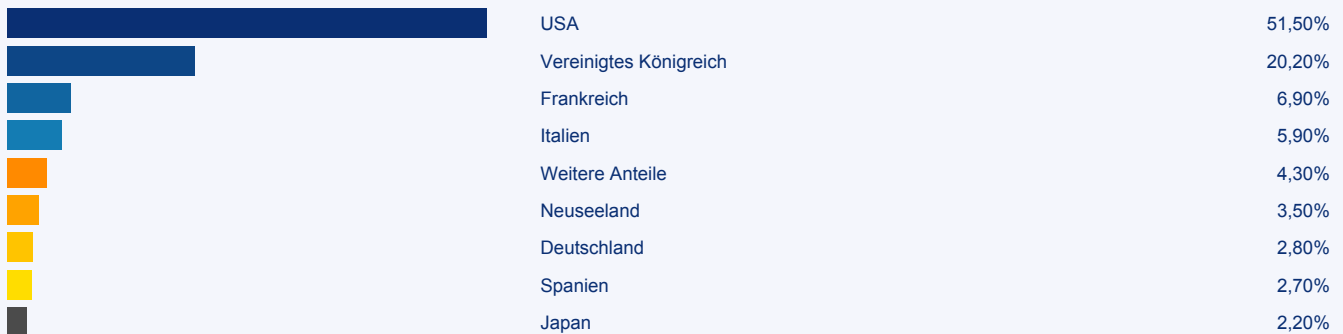 USA 51,50%
Vereinigtes Königreich 20,20%
Frankreich 6,90%
Italien 5,90%
Weitere Anteile 4,30%
Neuseeland 3,50%
Deutschland 2,80%
Spanien 2,70%
Japan 2,20%